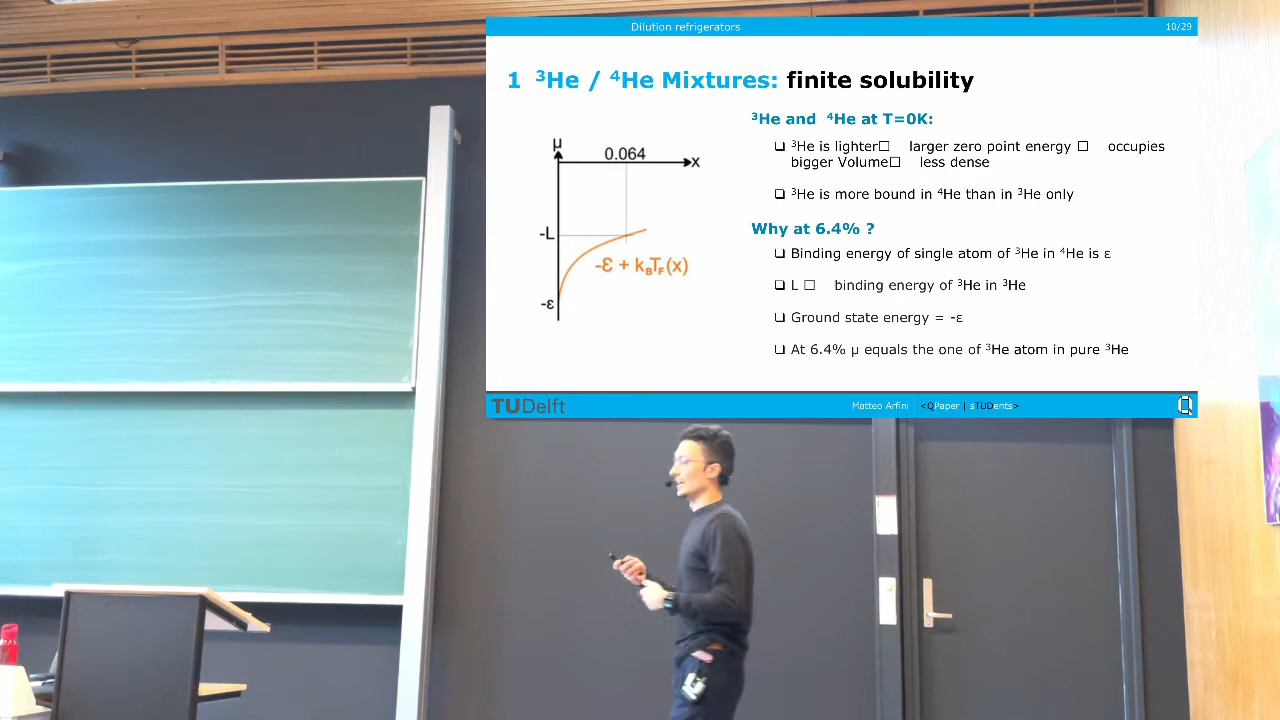 Dilution refrigerators 10/29
1 ³He / ⁴He Mixtures: finite solubility
μ
0.064
x
-L
-ε + k_BT_F(x)
-ε
³He and ⁴He at T=0K:
❑ ³He is lighter□ larger zero point energy □ occupies
bigger Volume□ less dense
❑ ³He is more bound in ⁴He than in ³He only
Why at 6.4% ?
❑ Binding energy of single atom of ³He in ⁴He is ε
❑ L □ binding energy of ³He in ³He
❑ Ground state energy = -ε
❑ At 6.4% μ equals the one of ³He atom in pure ³He
TUDelft Matteo Arfini <QPaper | sTUDents>